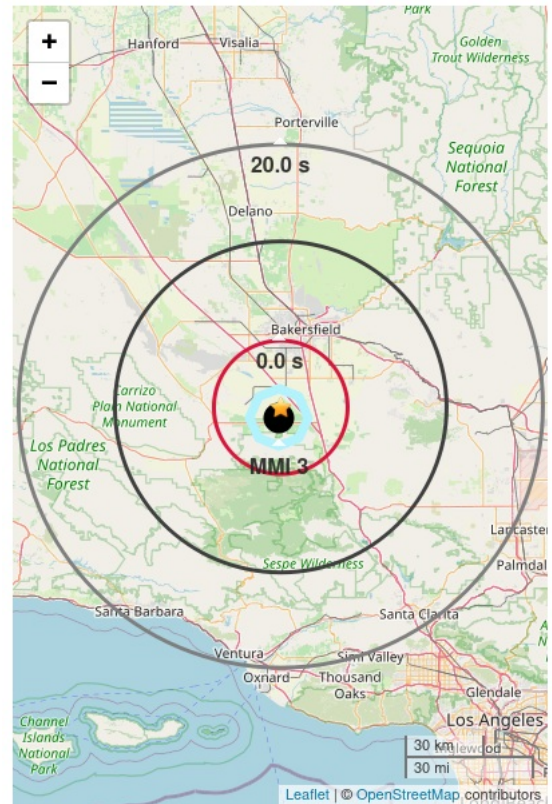 Park
+
−
Hanford
Visalia
Golden
Trout Wilderness
Porterville
Sequoia
National
Forest
20.0 s
Delano
Bakersfield
0.0 s
Carrizo
Plain National
Monument
Los Padres
National
Forest
MMI 3
Lancaster
Sespe Wilderness
Palmdal
Santa Barbara
Santa Clarita
Ventura
Simi Valley
Oxnard
Thousand
Oaks
Glendale
Channel
Islands
National
Park
Los Angeles
30 km
Inglewood
30 mi
Leaflet | © OpenStreetMap contributors